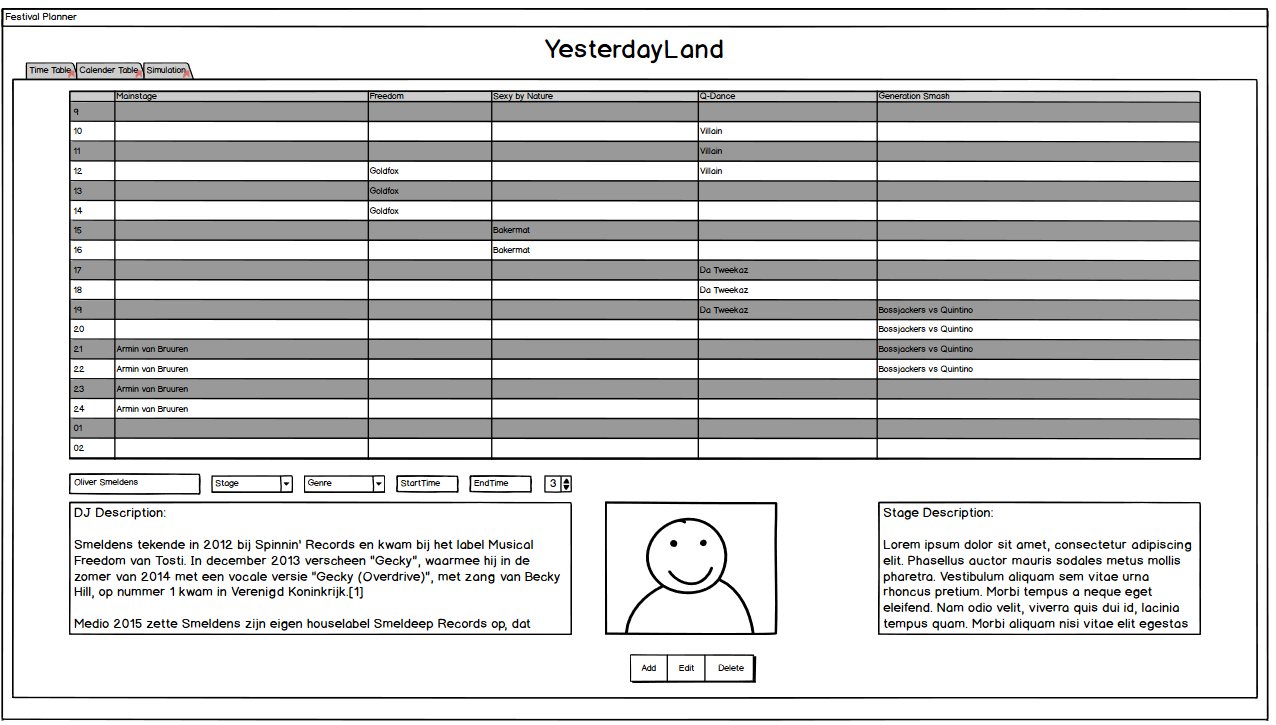 Festival Planner
YesterdayLand
Time Table Calender Table Simulation
Mainstage Freedom Sexy by Nature Q-Dance Generation Smash
9
10 Villain
11 Villain
12 Goldfox Villain
13 Goldfox
14 Goldfox
15 Bakermat
16 Bakermat
17 Da Tweekaz
18 Da Tweekaz
19 Da Tweekaz Bossjackers vs Quintino
20 Bossjackers vs Quintino
21 Armin van Bruuren Bossjackers vs Quintino
22 Armin van Bruuren Bossjackers vs Quintino
23 Armin van Bruuren
24 Armin van Bruuren
01
02
Oliver Smeldens Stage Genre StartTime EndTime 3
DJ Description:
Smeldens tekende in 2012 bij Spinnin' Records en kwam bij het label Musical
Freedom van Tosti. In december 2013 verscheen "Gecky", waarmee hij in de
zomer van 2014 met een vocale versie "Gecky (Overdrive)", met zang van Becky
Hill, op nummer 1 kwam in Verenigd Koninkrijk.[1]
Medio 2015 zette Smeldens zijn eigen houselabel Smeldeep Records op, dat
Stage Description:
Lorem ipsum dolor sit amet, consectetur adipiscing
elit. Phasellus auctor mauris sodales metus mollis
pharetra. Vestibulum aliquam sem vitae urna
rhoncus pretium. Morbi tempus a neque eget
eleifend. Nam odio velit, viverra quis dui id, lacinia
tempus quam. Morbi aliquam nisi vitae elit egestas
Add Edit Delete